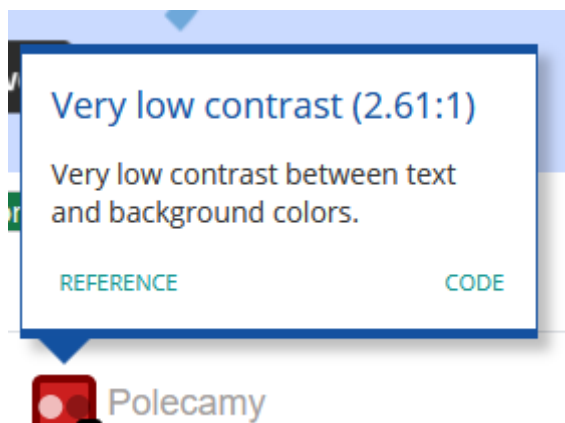 Very low contrast (2.61:1)
Very low contrast between text
and background colors.
REFERENCE
CODE
Polecamy